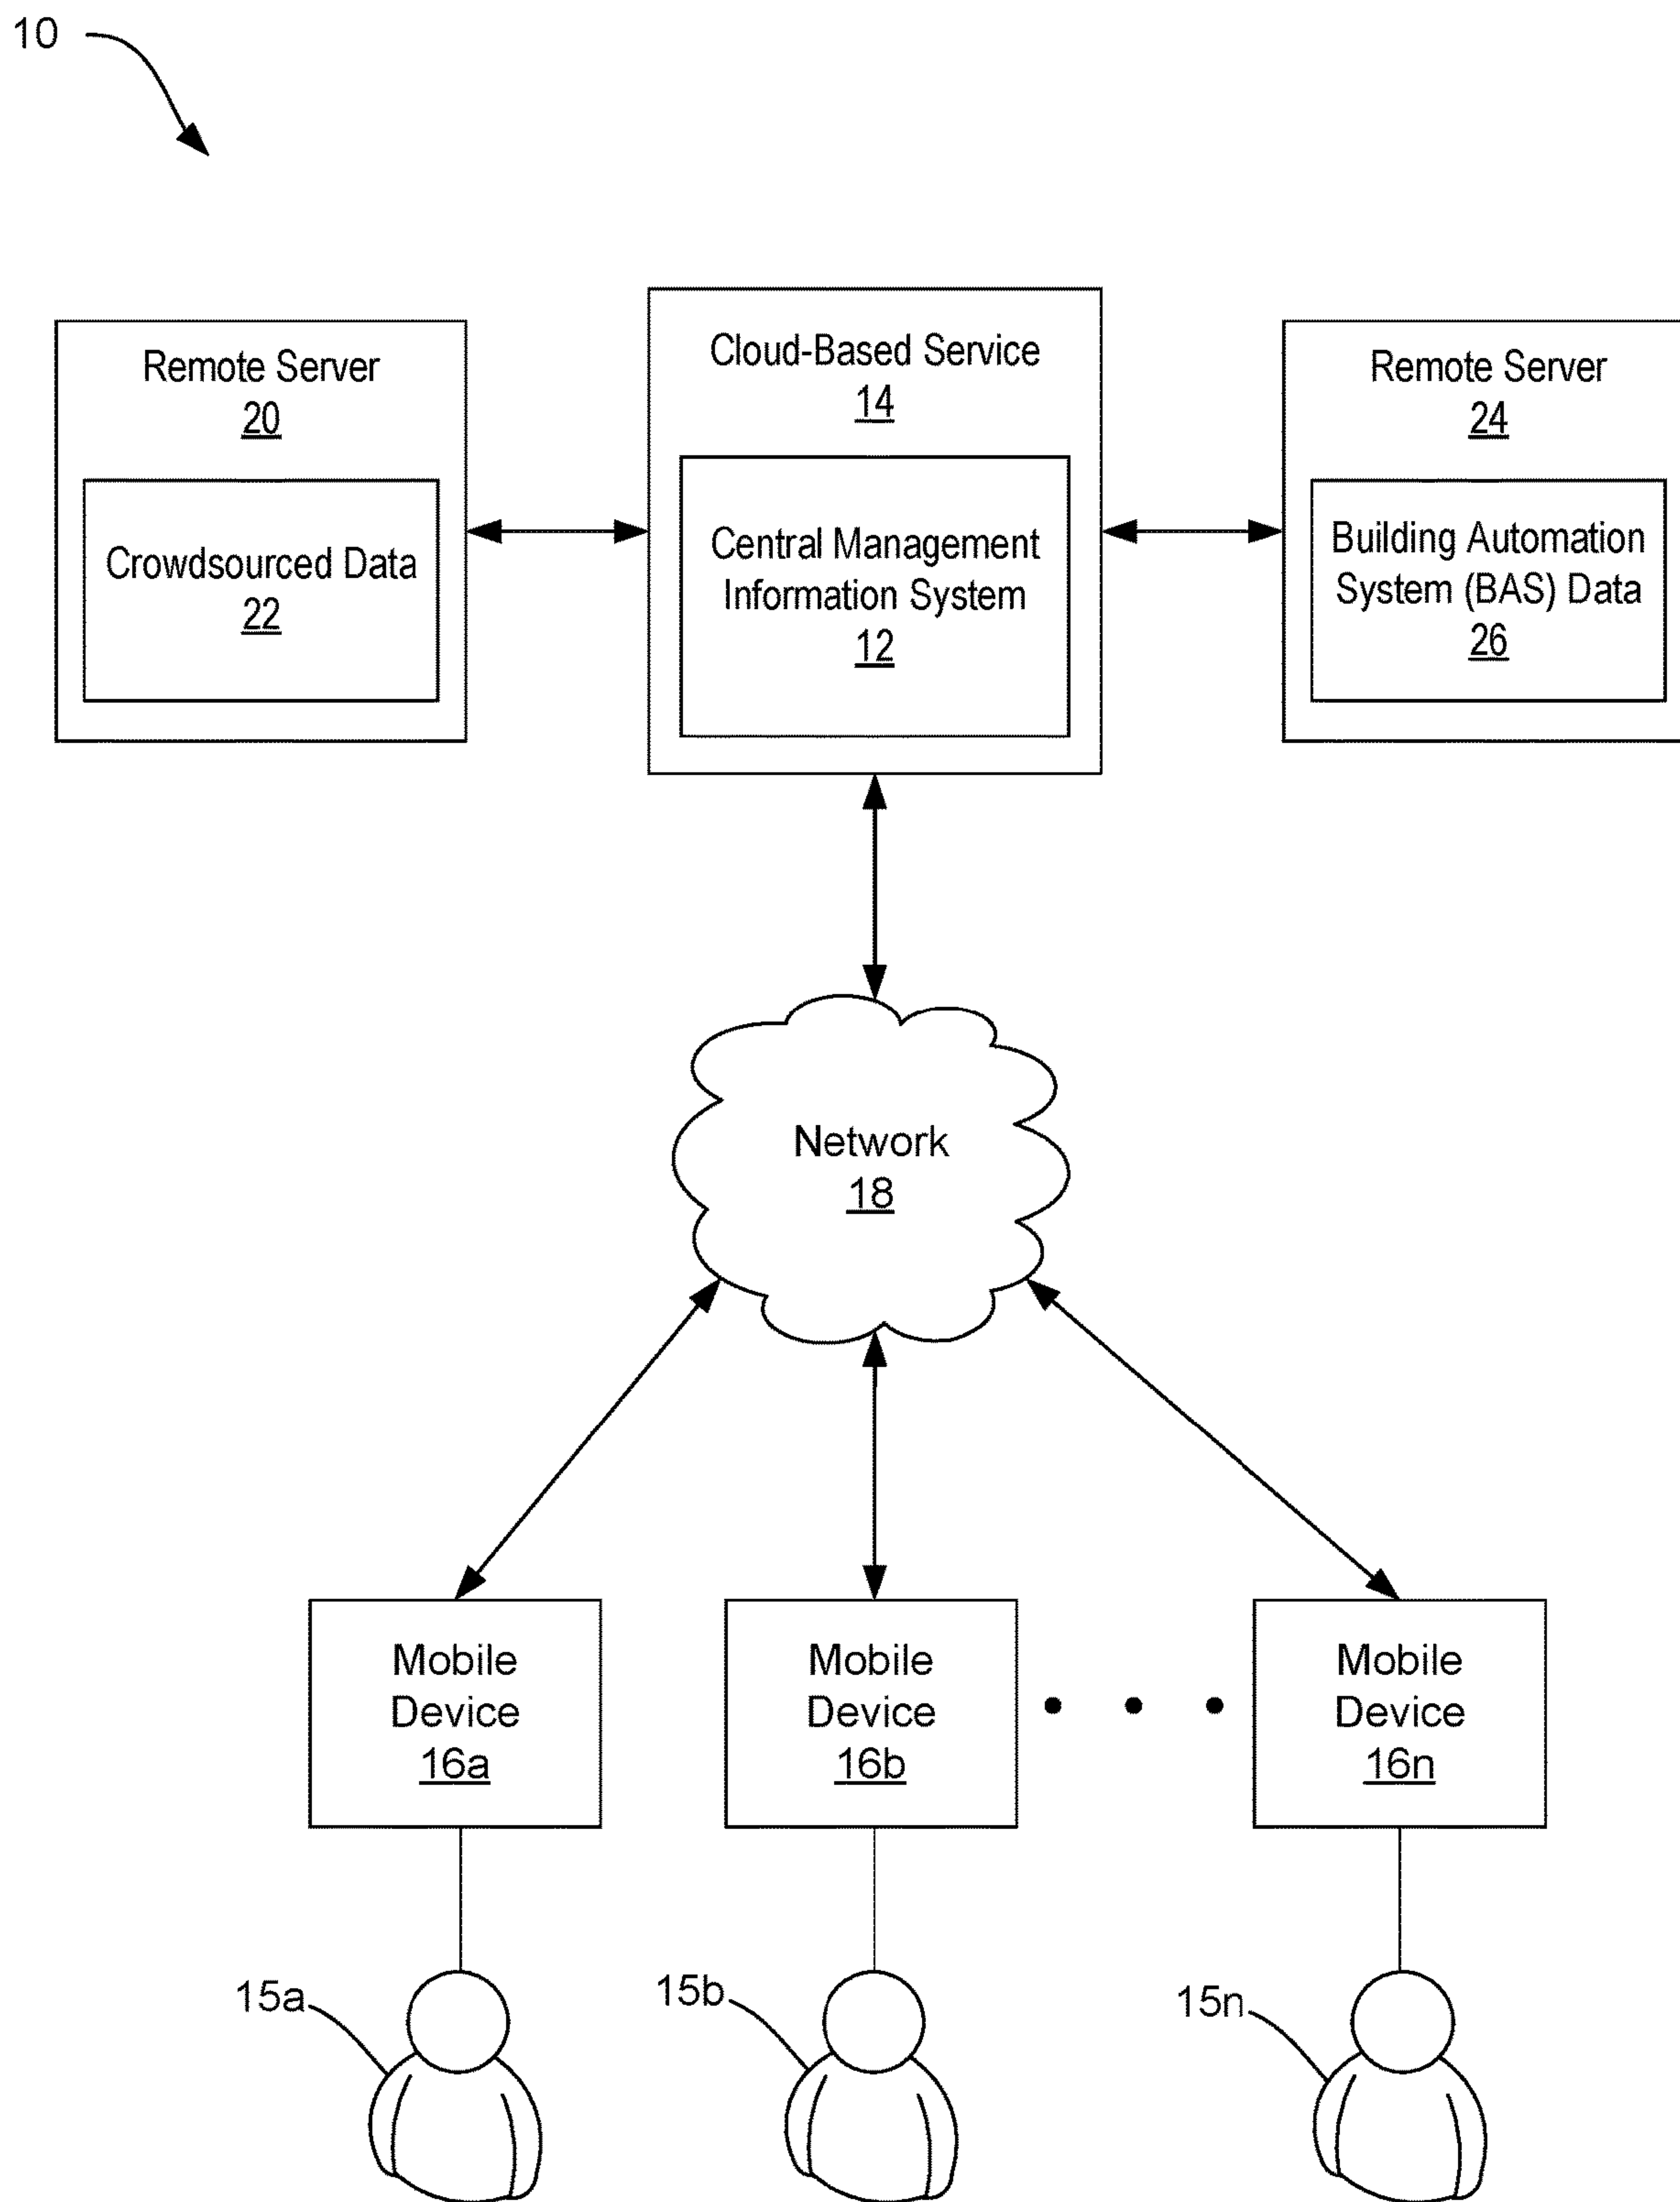 10
Remote Server
20
Crowdsourced Data
22
Cloud-Based Service
14
Central Management
Information System
12
Remote Server
24
Building Automation
System (BAS) Data
26
Network
18
Mobile
Device
16a
Mobile
Device
16b
Mobile
Device
16n
15a
15b
15n